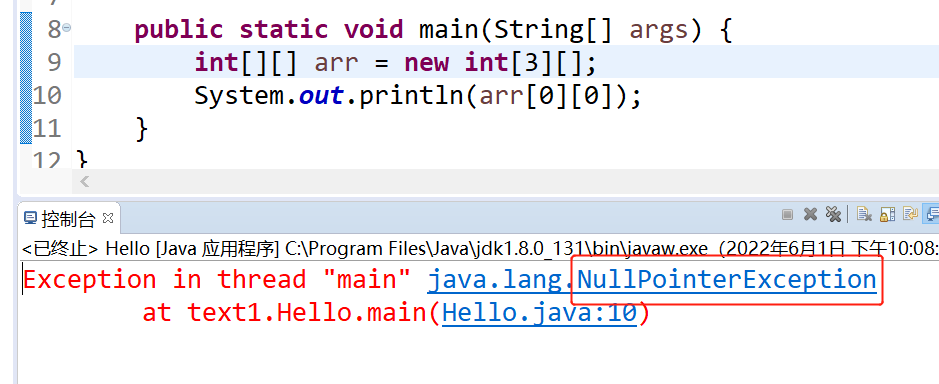 8 public static void main(String[] args) {
9 int[][] arr = new int[3][];
10 System.out.println(arr[0][0]);
11 }
12 }
控制台
<已终止> Hello [Java 应用程序] C:\Program Files\Java\jdk1.8.0_131\bin\javaw.exe (2022年6月1日 下午10:08:
Exception in thread "main" java.lang.NullPointerException
at text1.Hello.main(Hello.java:10)